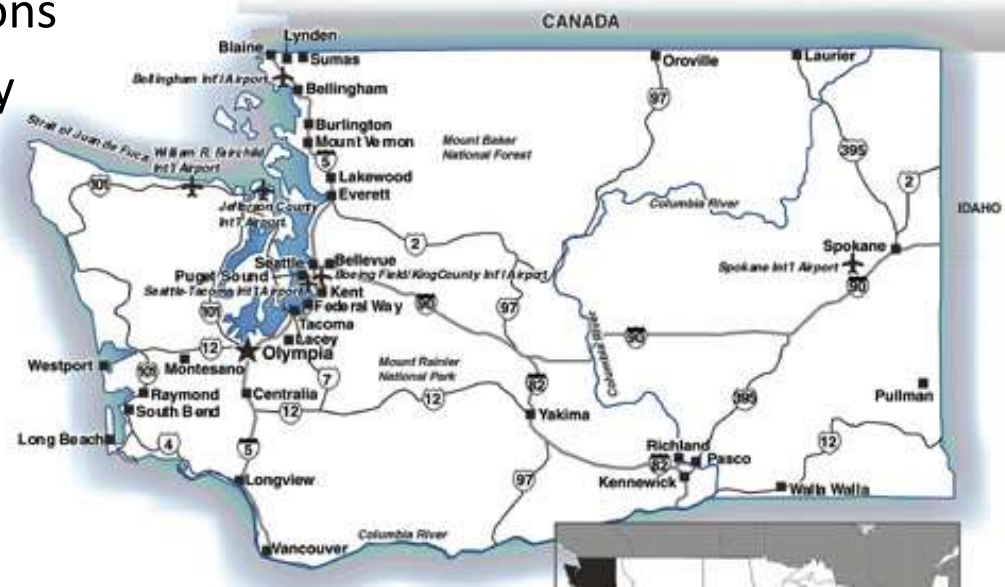 ons
y
CANADA
Lynden
Blaine
Sumas
Bellingham Int'l Airport
Bellingham
Oroville
Laurier
97
Burlington
Mount Vernon
Strait of Juan de Fuca
William R. Fairchild
Int'l Airport
5
Mount Baker
National Forest
395
Lakewood
Everett
101
2
Jefferson County
Int'l Airport
Columbia River
IDAHO
2
Seattle
Bellevue
Spokane
Puget Sound
Boeing Field/King County Int'l Airport
Spokane Int'l Airport
Seattle-Tacoma Int'l Airport
Kent
90
90
Federal Way
97
101
Tacoma
Lacey
90
Columbia River
12
Olympia
Westport
Montesano
Mount Rainier
National Park
101
7
82
Pullman
Raymond
Centralia
12
395
South Bend
12
Yakima
Long Beach
4
5
12
Richland
82
Pasco
Longview
97
Kennewick
Walla Walla
Columbia River
Vancouver